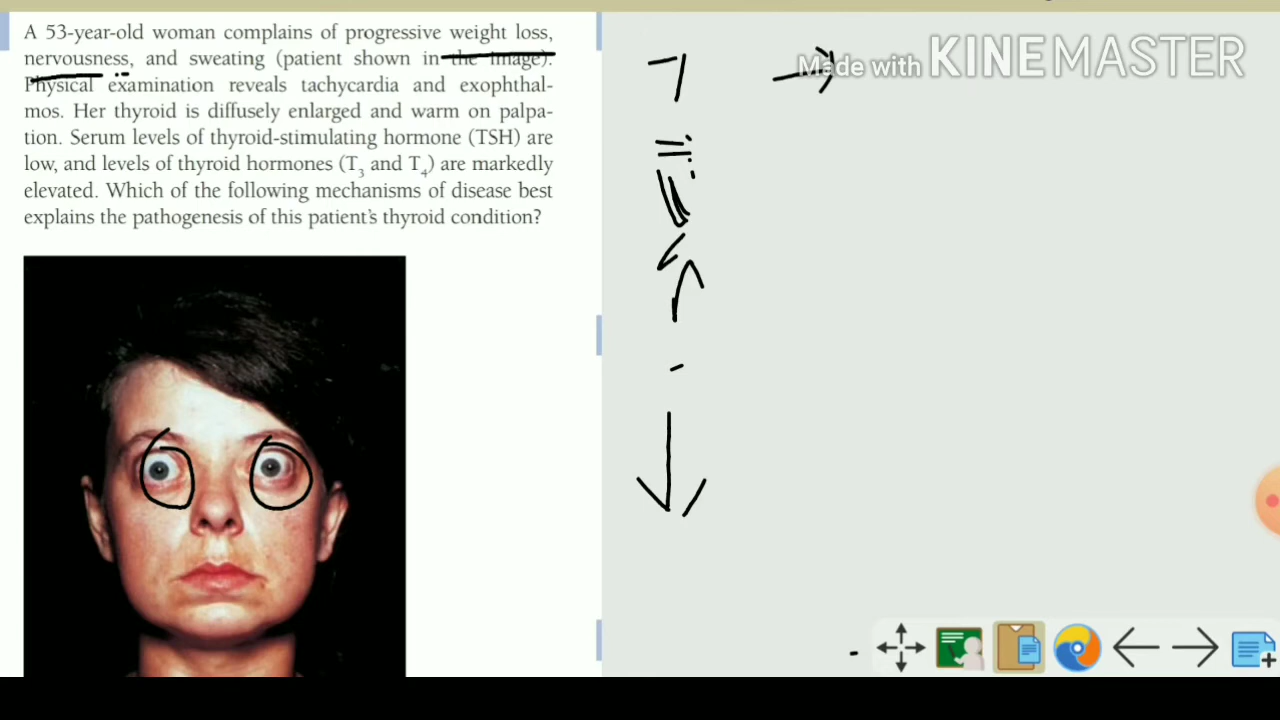 A 53-year-old woman complains of progressive weight loss,
nervousness, and sweating (patient shown in the image).
Physical examination reveals tachycardia and exophthal-
mos. Her thyroid is diffusely enlarged and warm on palpa-
tion. Serum levels of thyroid-stimulating hormone (TSH) are
low, and levels of thyroid hormones (T3 and T4) are markedly
elevated. Which of the following mechanisms of disease best
explains the pathogenesis of this patient's thyroid condition?
Made with KINEMASTER